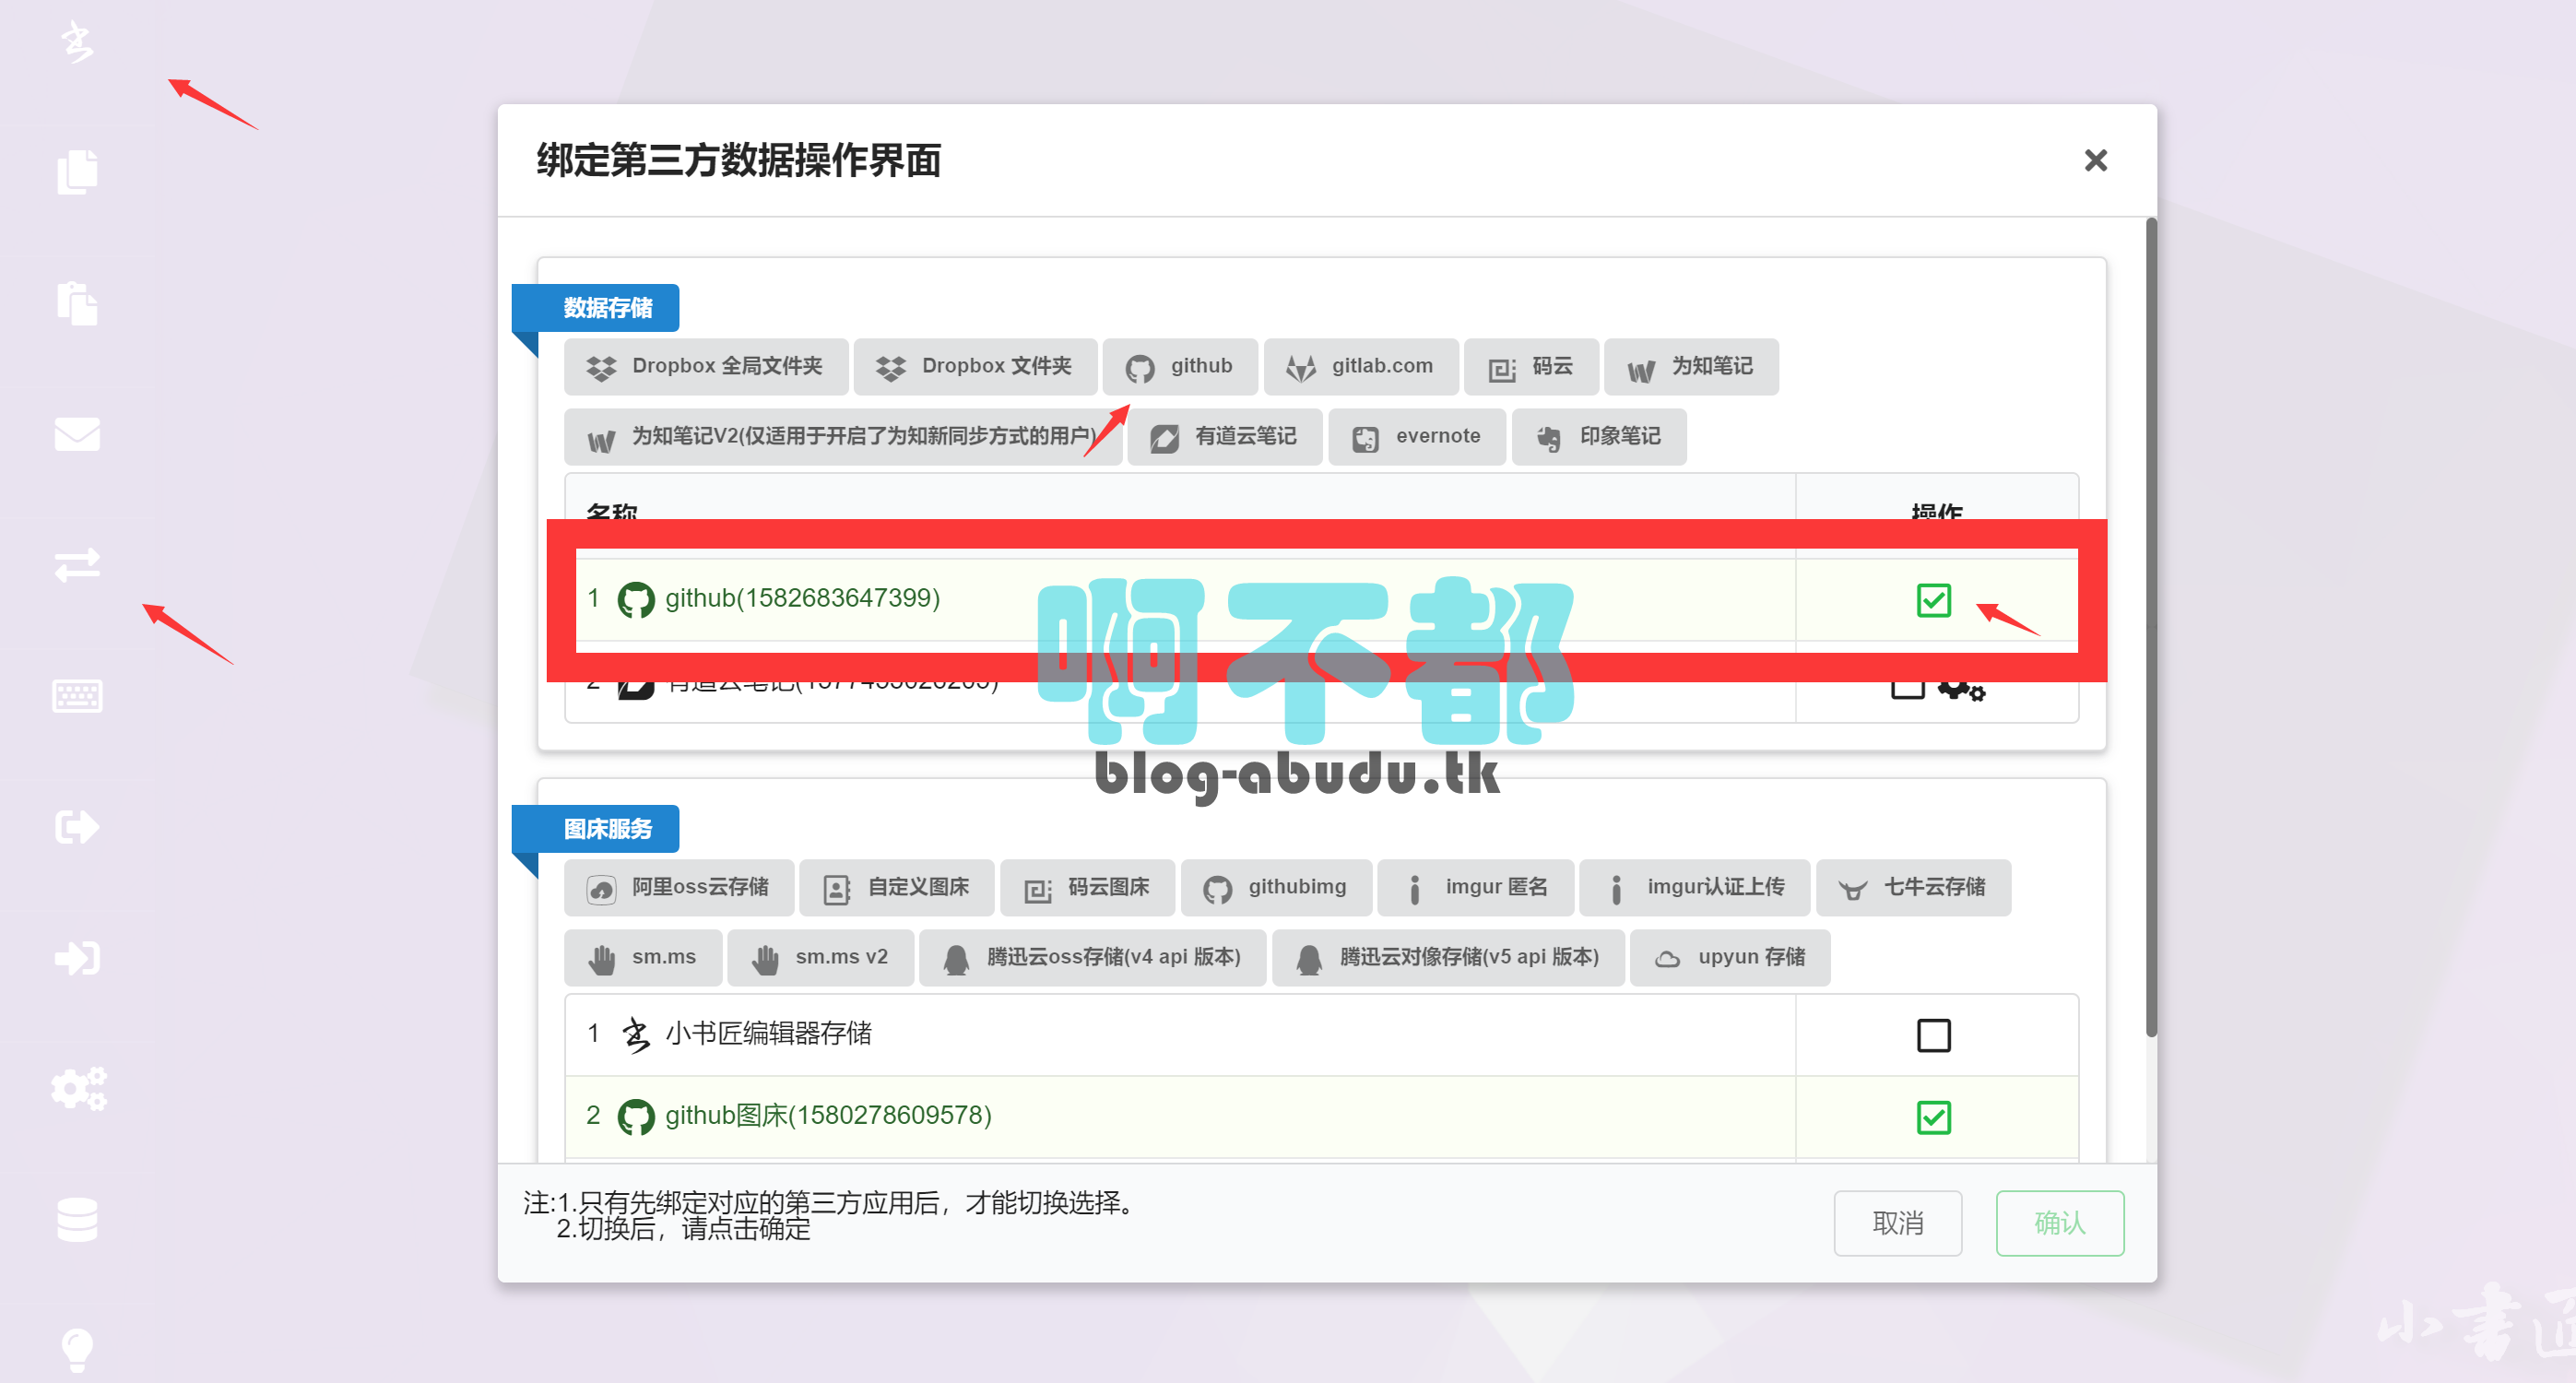 绑定第三方数据操作界面
数据存储
Dropbox 全局文件夹
Dropbox 文件夹
github
gitlab.com
码云
为知笔记
为知笔记V2(仅适用于开启了为知新同步方式的用户)
有道云笔记
evernote
印象笔记
名称
操作
1 github(1582683647399)
2 有道云笔记
啊不都
blog-abudu.tk
图床服务
阿里oss云存储
自定义图床
码云图床
githubimg
imgur 匿名
imgur认证上传
七牛云存储
sm.ms
sm.ms v2
腾迅云oss存储(v4 api 版本)
腾迅云对像存储(v5 api 版本)
upyun 存储
1 小书匠编辑器存储
2 github图床(1580278609578)
注:1.只有先绑定对应的第三方应用后，才能切换选择。
2.切换后，请点击确定
取消
确认
小書匠